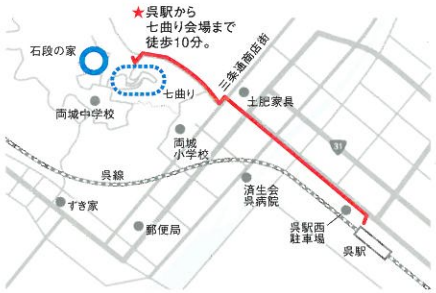 ★呉駅から
七曲り会場まで
徒歩10分。
石段の家
三条通商店街
七曲り
土肥家具
両城中学校
両城
小学校
31
呉線
済生会
呉病院
すき家
郵便局
呉駅西
駐車場
呉駅